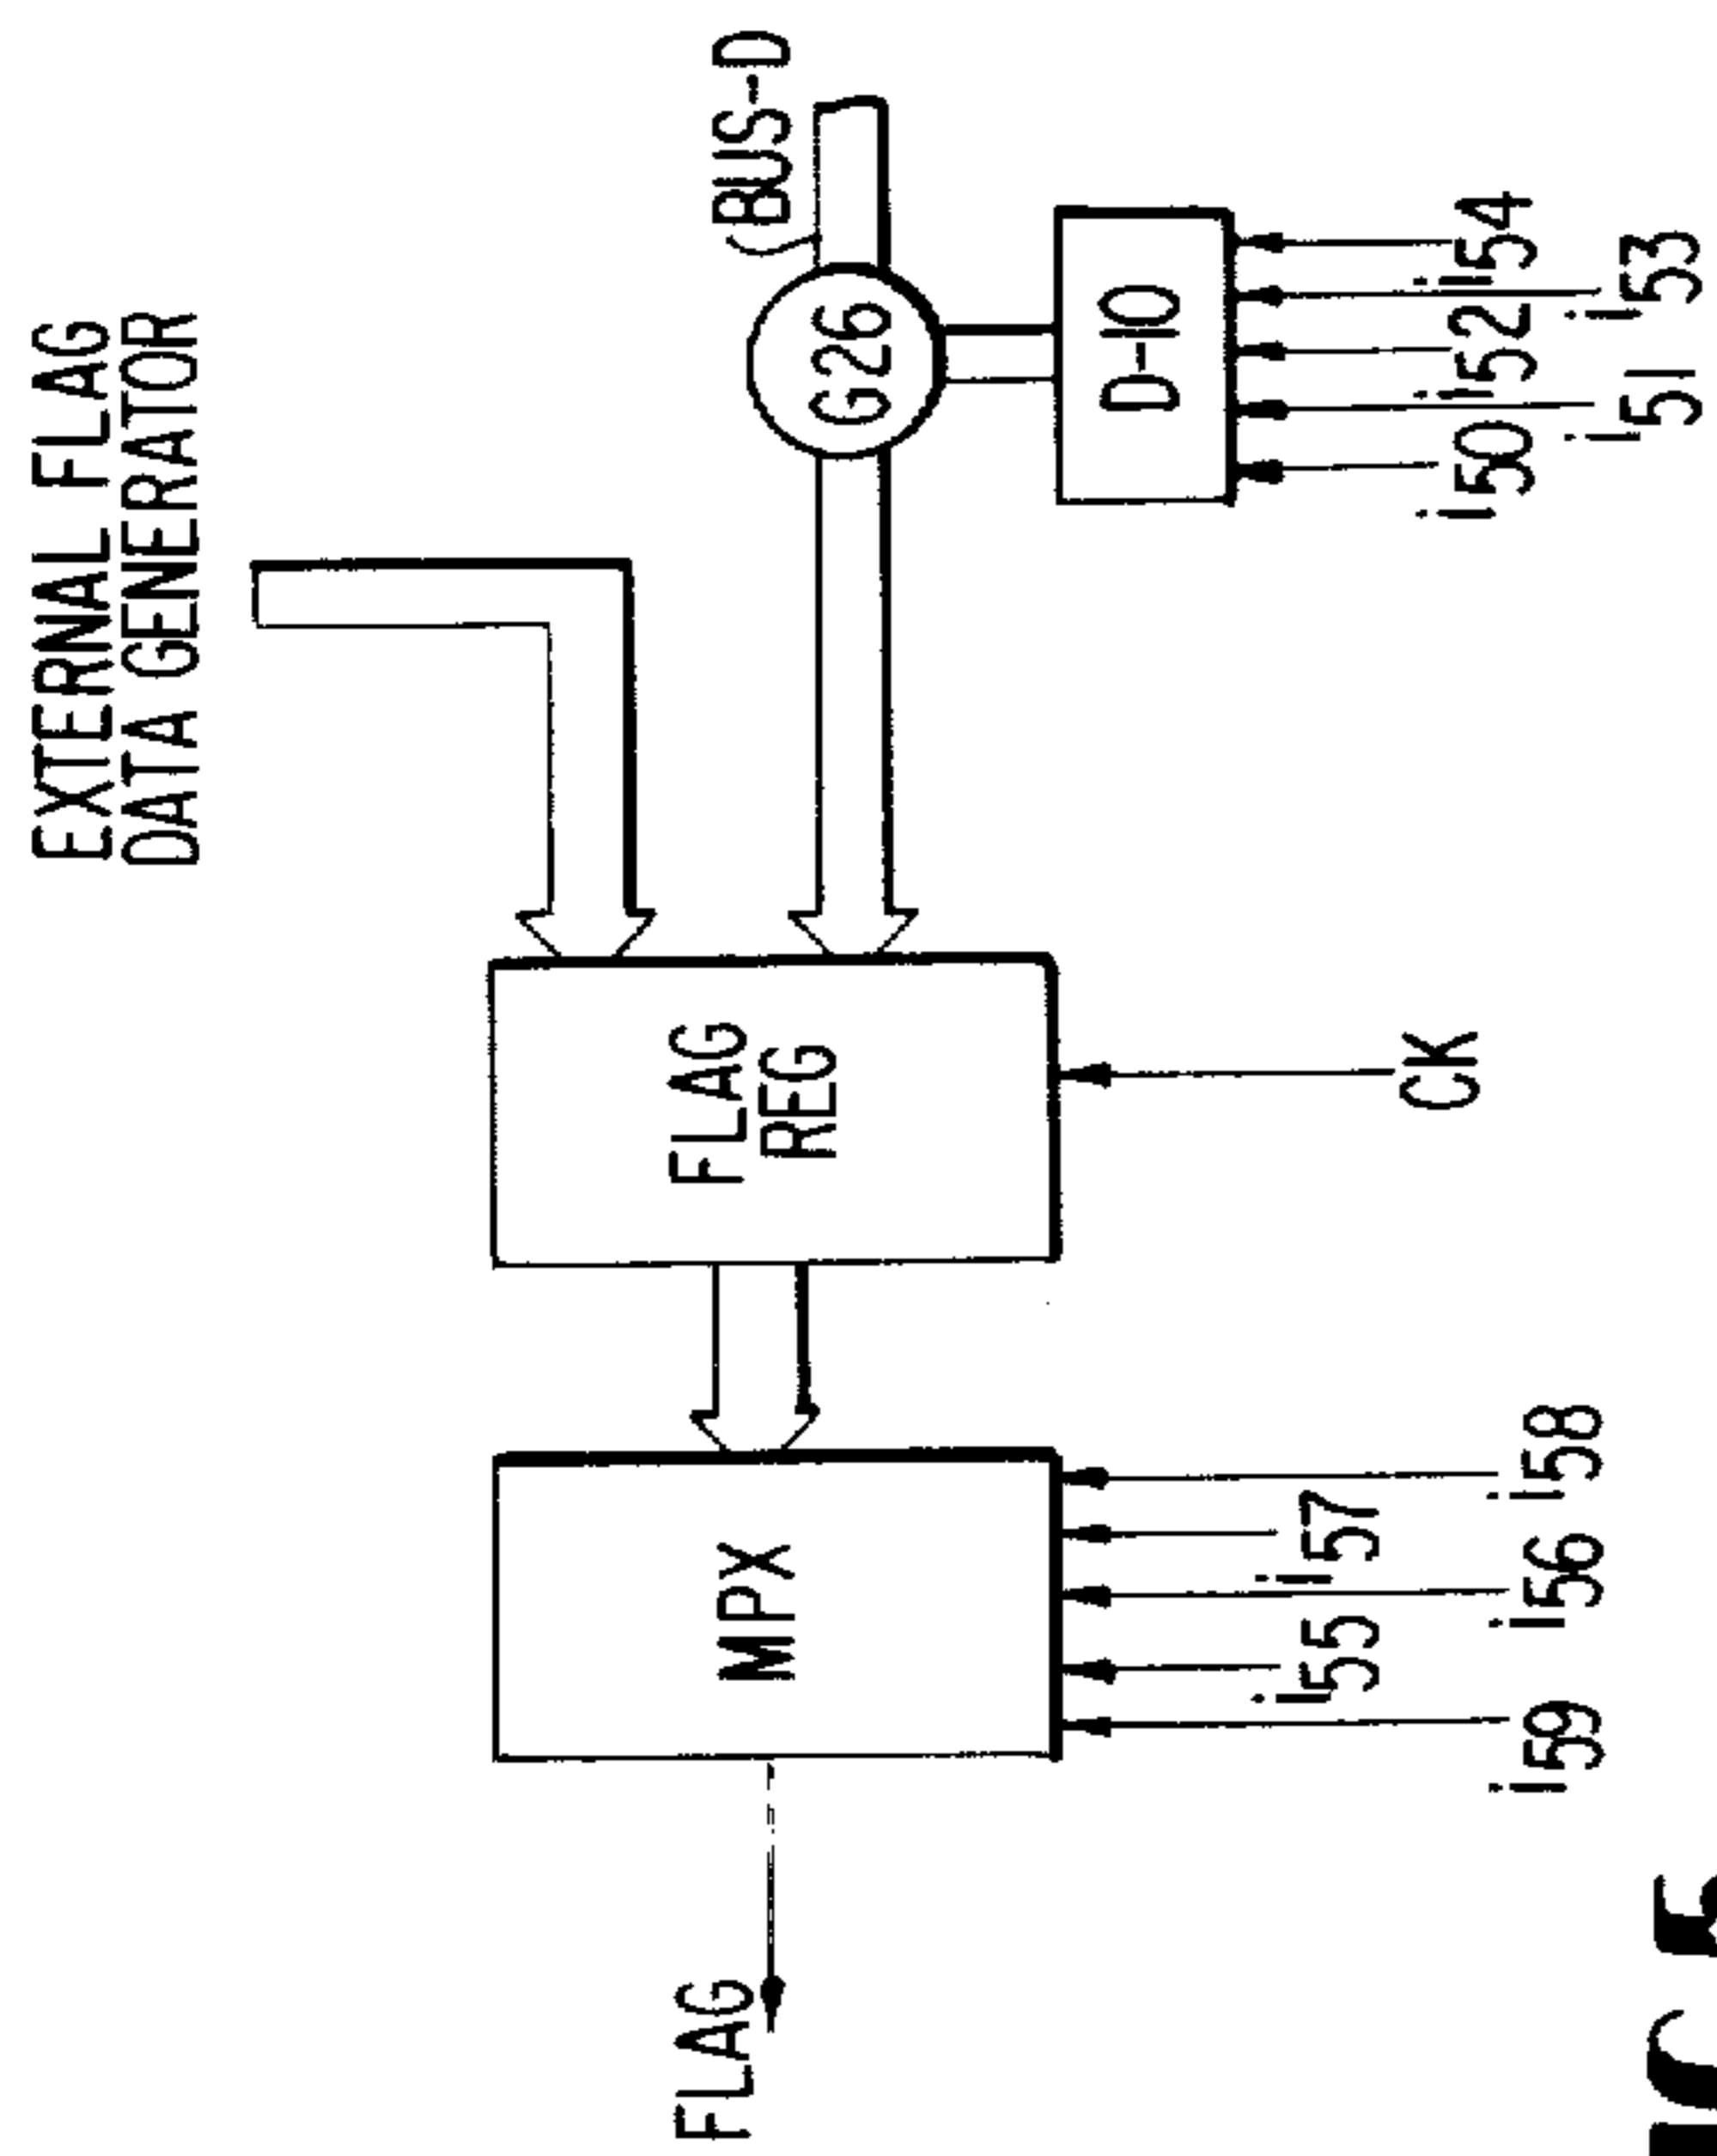 EXTERNAL FLAG
DATA GENERATOR
FLAG
MPX
FLAG
REG
G26
BUS-D
D-10
CK
i59
i55
i56
i57
i58
i50
i51
i52
i53
i54